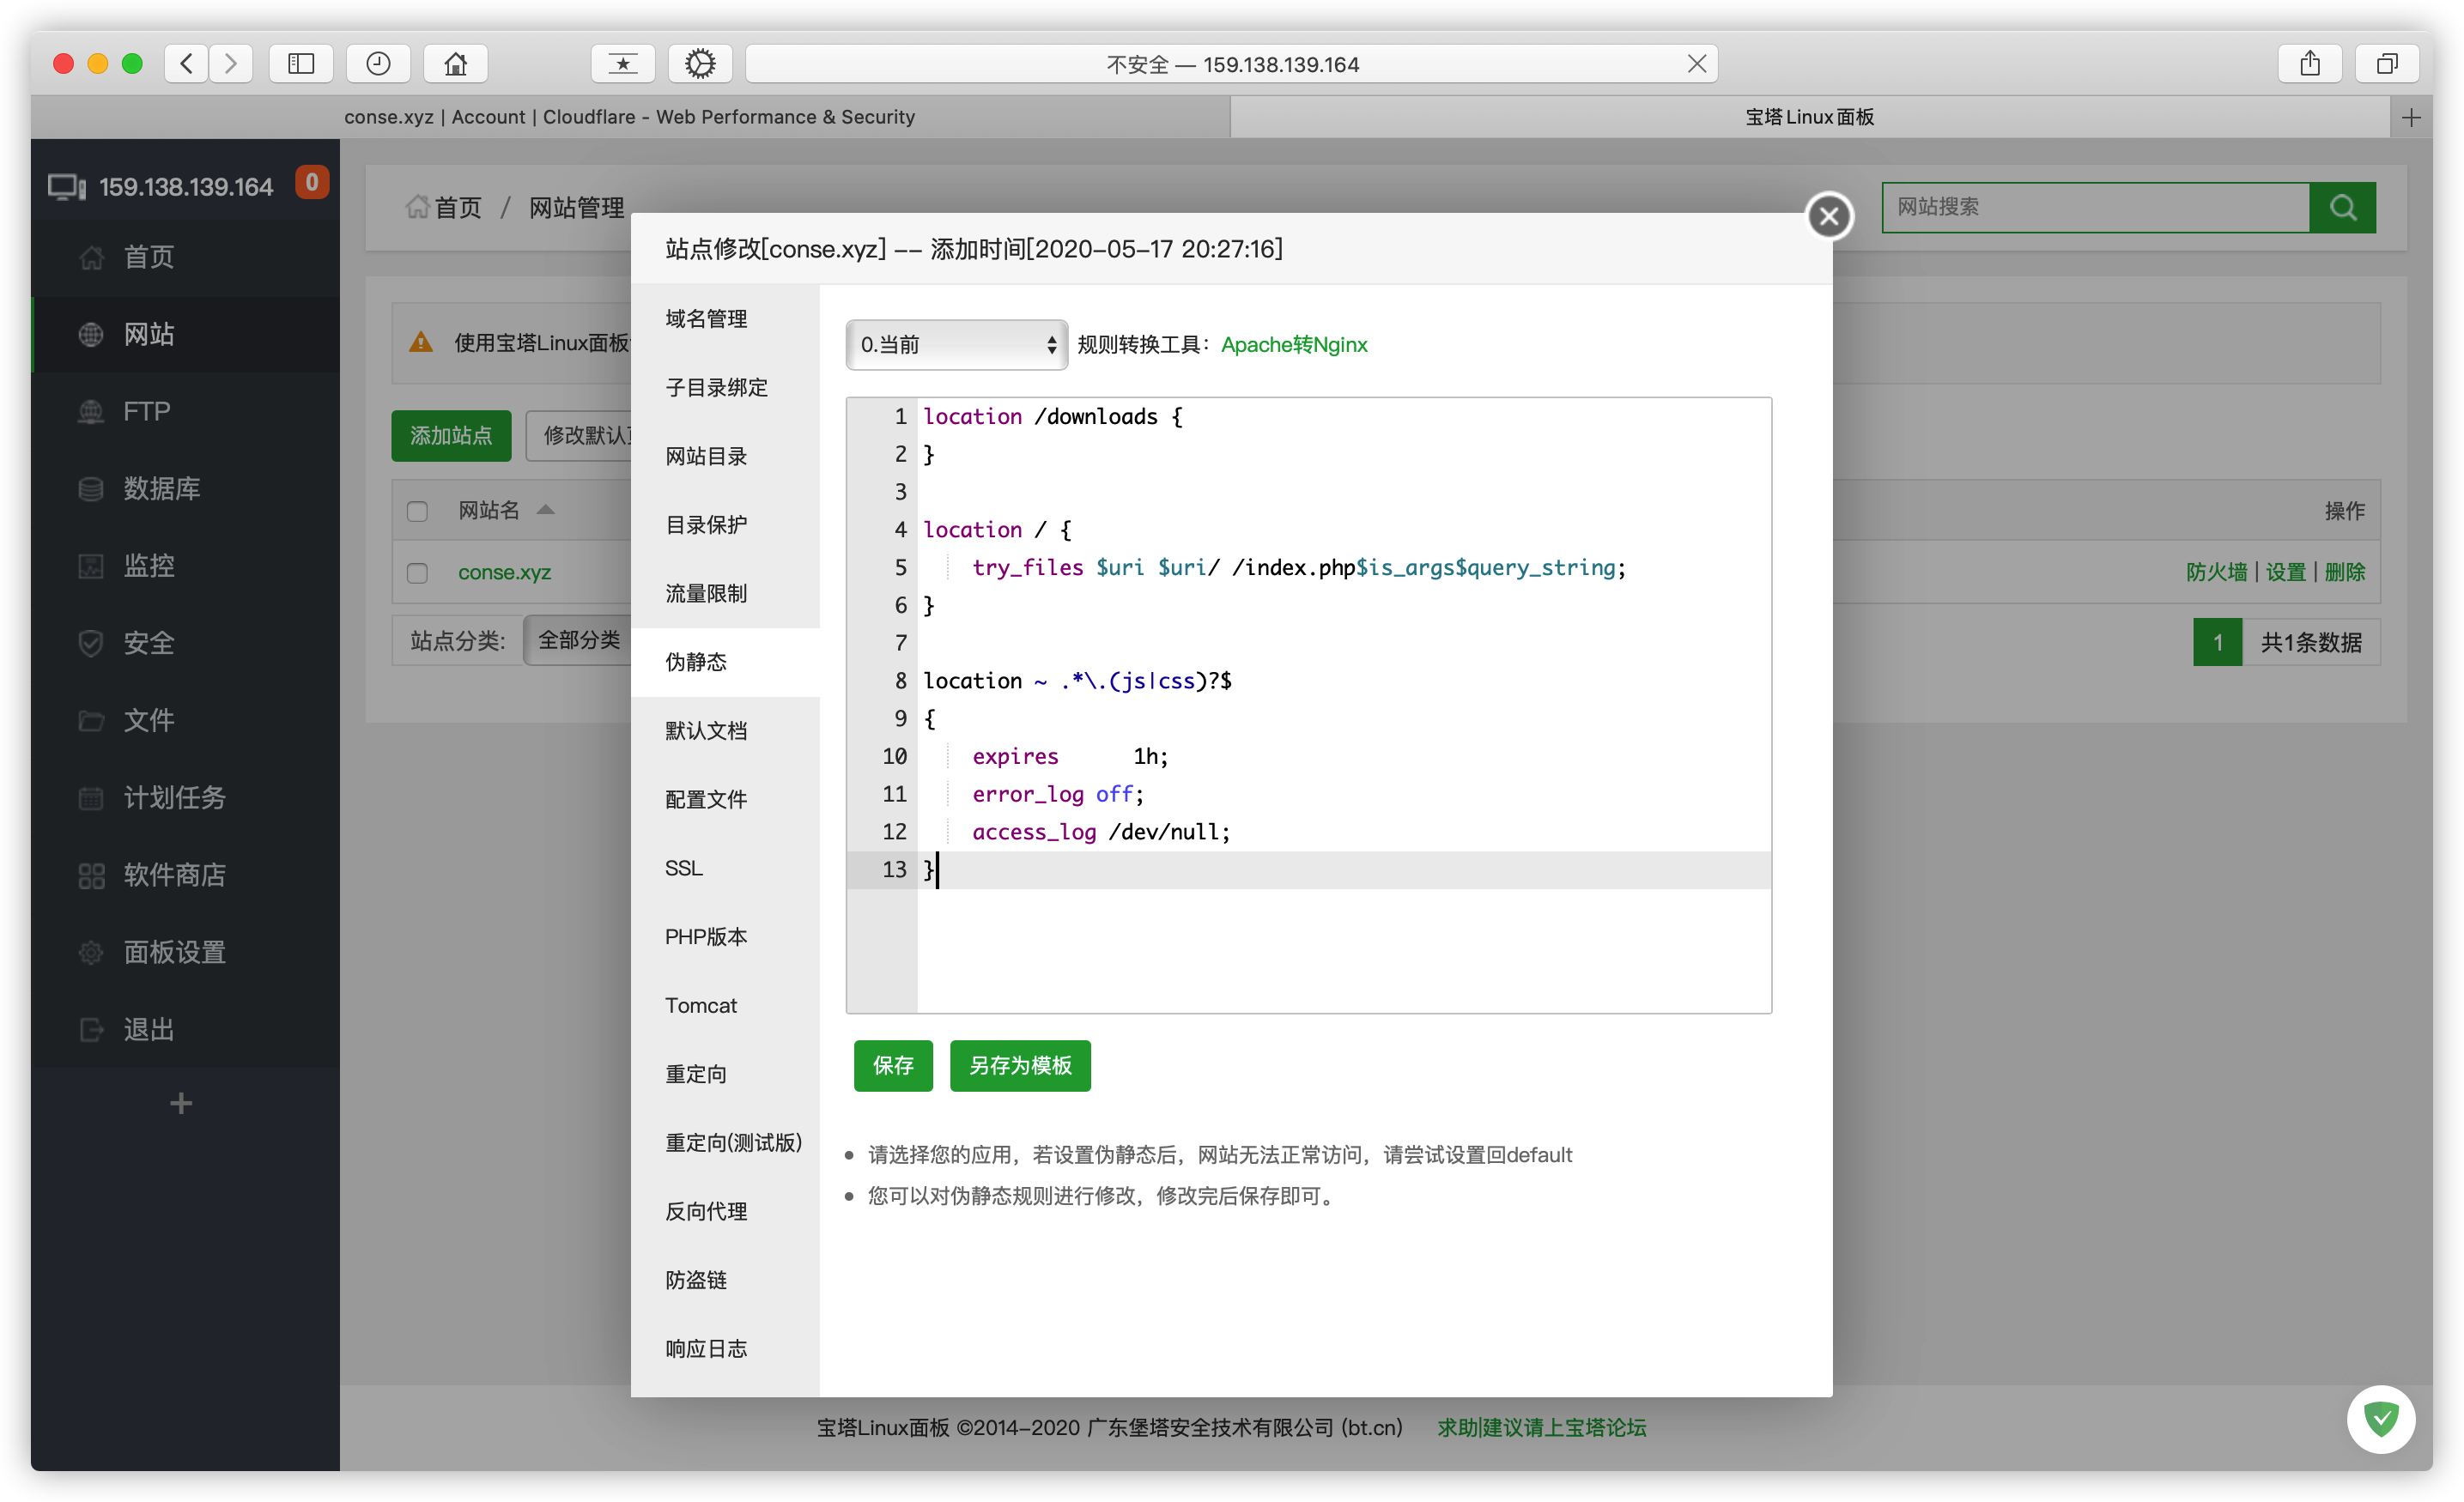 不安全 — 159.138.139.164
conse.xyz | Account | Cloudflare - Web Performance & Security
宝塔Linux面板
159.138.139.164
0
首页
网站
FTP
数据库
监控
安全
文件
计划任务
软件商店
面板设置
退出
首页 / 网站管理
网站搜索
使用宝塔Linux面板
添加站点
修改默认
网站名
操作
conse.xyz
防火墙 | 设置 | 删除
站点分类:
全部分类
1
共1条数据
站点修改[conse.xyz] -- 添加时间[2020-05-17 20:27:16]
域名管理
子目录绑定
网站目录
目录保护
流量限制
伪静态
默认文档
配置文件
SSL
PHP版本
Tomcat
重定向
重定向(测试版)
反向代理
防盗链
响应日志
0.当前
规则转换工具：Apache转Nginx
1 location /downloads {
2 }
3
4 location / {
5 try_files $uri $uri/ /index.php$is_args$query_string;
6 }
7
8 location ~ .*\.(js|css)?$
9 {
10 expires 1h;
11 error_log off;
12 access_log /dev/null;
13 }
保存
另存为模板
请选择您的应用，若设置伪静态后，网站无法正常访问，请尝试设置回default
您可以对伪静态规则进行修改，修改完后保存即可。
宝塔Linux面板 ©2014-2020 广东堡塔安全技术有限公司 (bt.cn)
求助|建议请上宝塔论坛